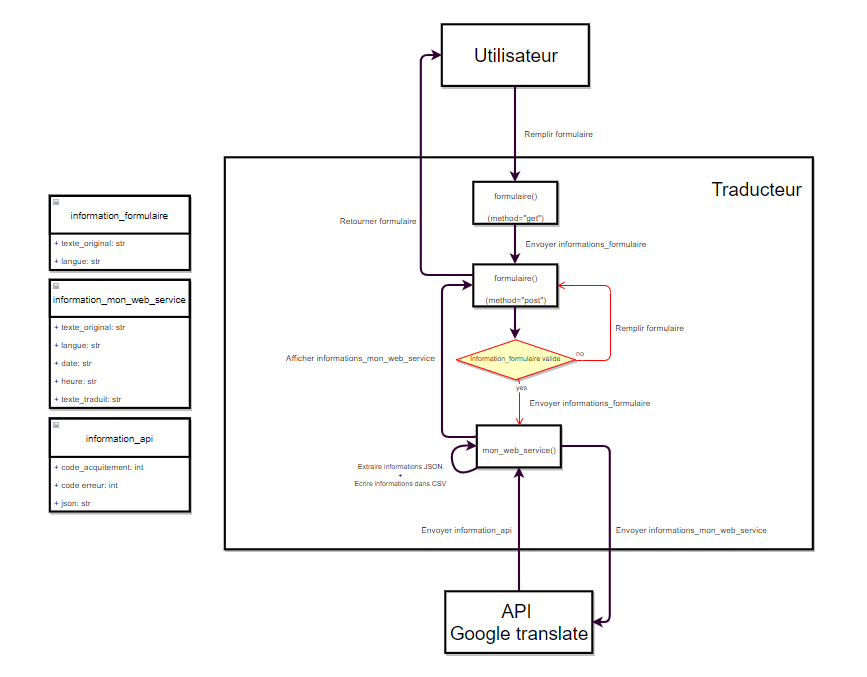 Utilisateur
Remplir formulaire
Traducteur
formulaire()
(method="get")
Retourner formulaire
Envoyer informations_formulaire
formulaire()
(method="post")
Remplir formulaire
Information_formulaire valide
no
yes
Afficher informations_mon_web_service
Envoyer informations_formulaire
mon_web_service()
Extraire informations JSON
+
Ecrire informations dans CSV
Envoyer information_api
Envoyer informations_mon_web_service
API
Google translate
information_formulaire
+ texte_original: str
+ langue: str
information_mon_web_service
+ texte_original: str
+ langue: str
+ date: str
+ heure: str
+ texte_traduit: str
information_api
+ code_acquitement: int
+ code erreur: int
+ json: str